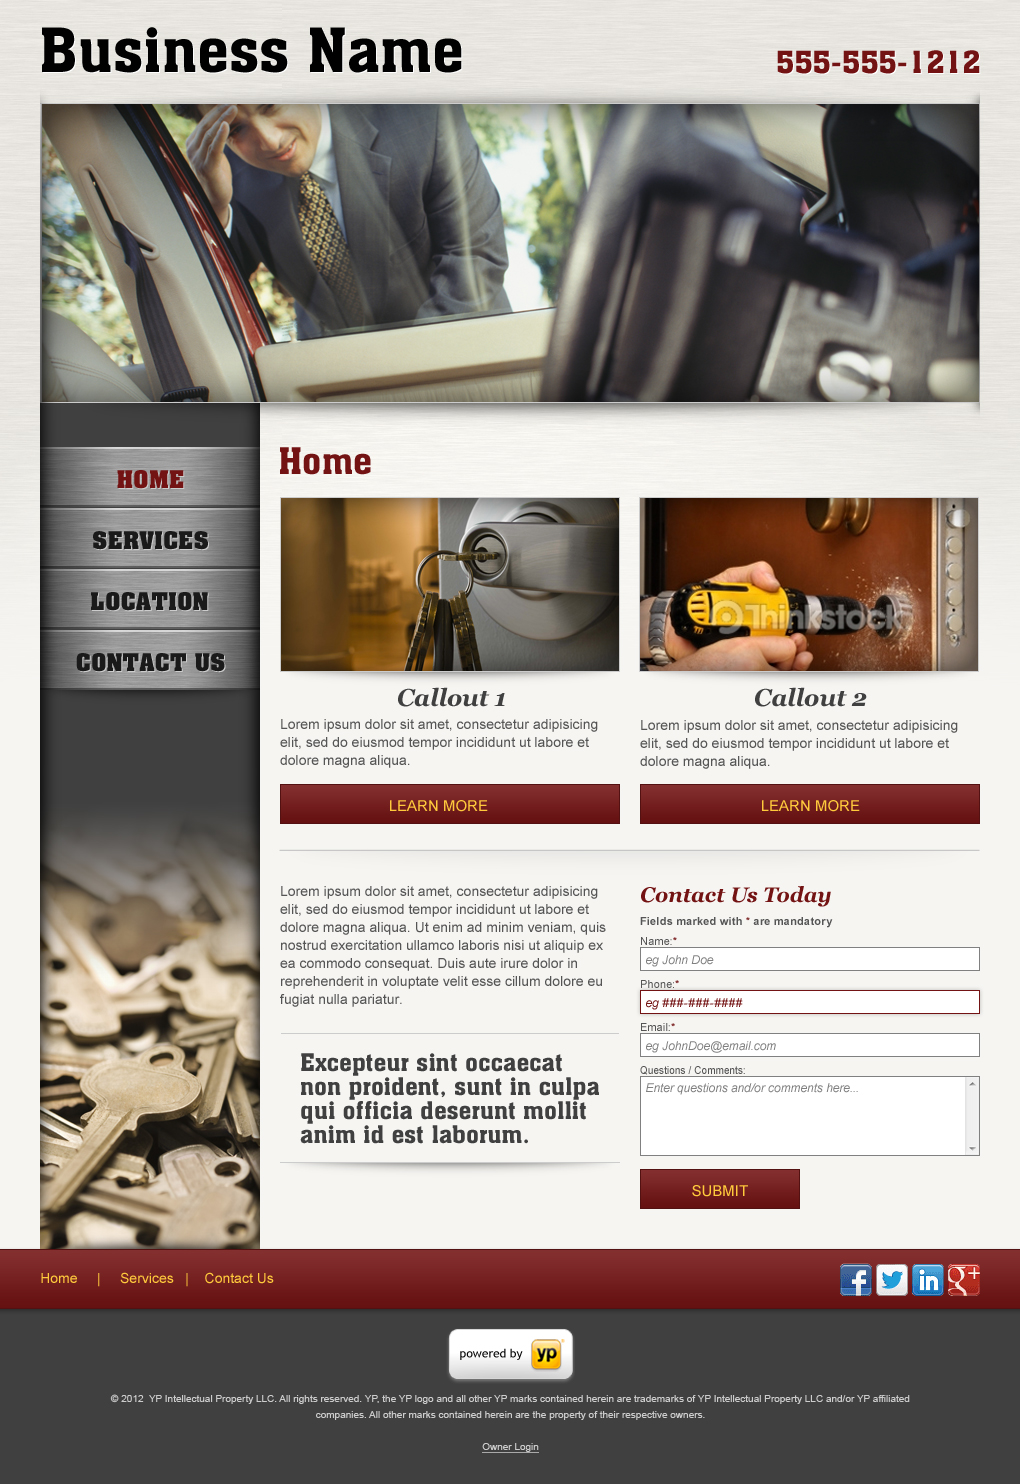 Business Name
555-555-1212
HOME
SERVICES
LOCATION
CONTACT US
Home
Thinkstock
Callout 1
Lorem ipsum dolor sit amet, consectetur adipisicing
elit, sed do eiusmod tempor incididunt ut labore et
dolore magna aliqua.
LEARN MORE
Callout 2
Lorem ipsum dolor sit amet, consectetur adipisicing
elit, sed do eiusmod tempor incididunt ut labore et
dolore magna aliqua.
LEARN MORE
Lorem ipsum dolor sit amet, consectetur adipisicing
elit, sed do eiusmod tempor incididunt ut labore et
dolore magna aliqua. Ut enim ad minim veniam, quis
nostrud exercitation ullamco laboris nisi ut aliquip ex
ea commodo consequat. Duis aute irure dolor in
reprehenderit in voluptate velit esse cillum dolore eu
fugiat nulla pariatur.
Excepteur sint occaecat
non proident, sunt in culpa
qui officia deserunt mollit
anim id est laborum.
Contact Us Today
Fields marked with * are mandatory
Name:*
eg John Doe
Phone:*
eg ###-###-####
Email:*
eg JohnDoe@email.com
Questions / Comments:
Enter questions and/or comments here...
SUBMIT
Home | Services | Contact Us
f in g+
powered by yp
© 2012 YP Intellectual Property LLC. All rights reserved. YP, the YP logo and all other YP marks contained herein are trademarks of YP Intellectual Property LLC and/or YP affiliated
companies. All other marks contained herein are the property of their respective owners.
Owner Login